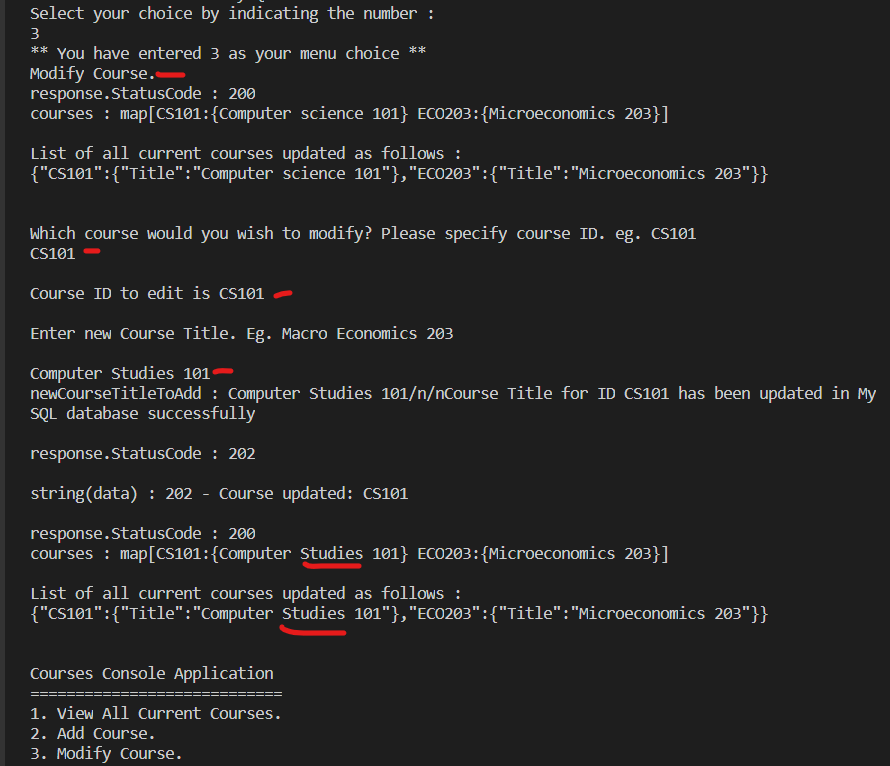 Select your choice by indicating the number :
3
** You have entered 3 as your menu choice **
Modify Course.
response.StatusCode : 200
courses : map[CS101:{Computer science 101} ECO203:{Microeconomics 203}]
List of all current courses updated as follows :
{"CS101":{"Title":"Computer science 101"},"ECO203":{"Title":"Microeconomics 203"}}
Which course would you wish to modify? Please specify course ID. eg. CS101
CS101
Course ID to edit is CS101
Enter new Course Title. Eg. Macro Economics 203
Computer Studies 101
newCourseTitleToAdd : Computer Studies 101/n/nCourse Title for ID CS101 has been updated in My
SQL database successfully
response.StatusCode : 202
string(data) : 202 - Course updated: CS101
response.StatusCode : 200
courses : map[CS101:{Computer Studies 101} ECO203:{Microeconomics 203}]
List of all current courses updated as follows :
{"CS101":{"Title":"Computer Studies 101"},"ECO203":{"Title":"Microeconomics 203"}}
Courses Console Application
============================
1. View All Current Courses.
2. Add Course.
3. Modify Course.